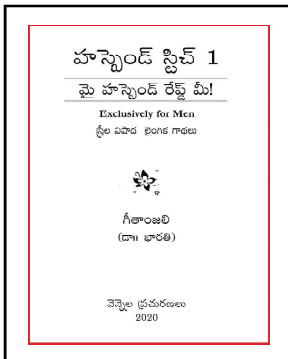 హస్బెండ్ స్టిచ్ 1
మై హస్బెండ్ రేప్డ్ మీ!
Exclusively for Men
స్త్రీల విషాద లైంగిక గాథలు
గీతాంజలి
(డా॥ భారతి)
వెన్నెల ప్రచురణలు
2020